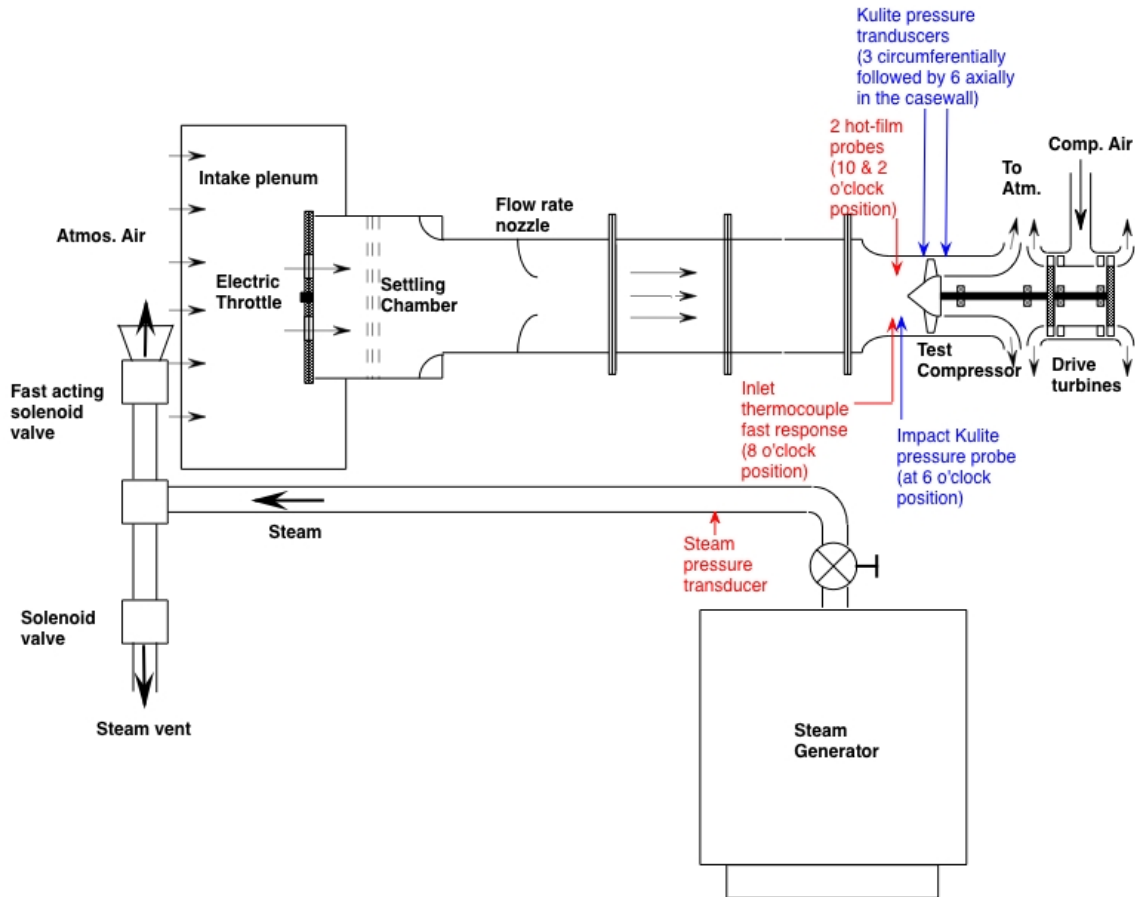 Kulite pressure
tranduscers
(3 circumferentially
followed by 6 axially
in the casewall)
2 hot-film
probes
(10 & 2
o'clock
position)
Comp. Air
To
Atm.
Intake plenum
Flow rate
nozzle
Atmos. Air
Electric
Throttle
Settling
Chamber
Test
Compressor
Drive
turbines
Fast acting
solenoid
valve
Inlet
thermocouple
fast response
(8 o'clock
position)
Impact Kulite
pressure probe
(at 6 o'clock
position)
Steam
Steam
pressure
transducer
Solenoid
valve
Steam vent
Steam
Generator